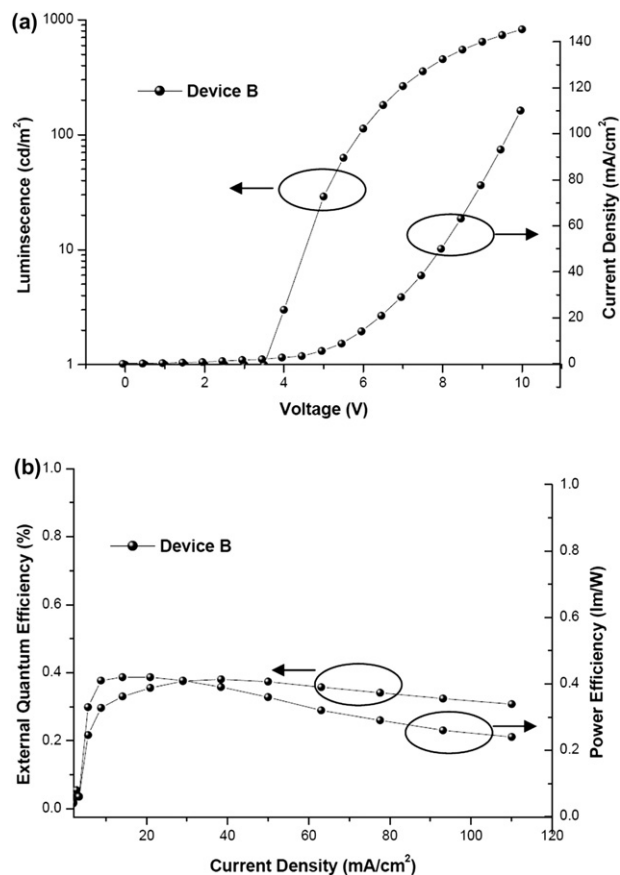 (a)
1000
100
10
1
Luminsecence (cd/m²)
Device B
140
120
100
80
60
40
20
0
Current Density (mA/cm²)
0 2 4 6 8 10
Voltage (V)
(b)
1.0
0.8
0.6
0.4
0.2
0.0
External Quantum Efficiency (%)
Device B
1.0
0.8
0.6
0.4
0.2
0.0
Power Efficiency (lm/W)
20 40 60 80 100 120
Current Density (mA/cm²)